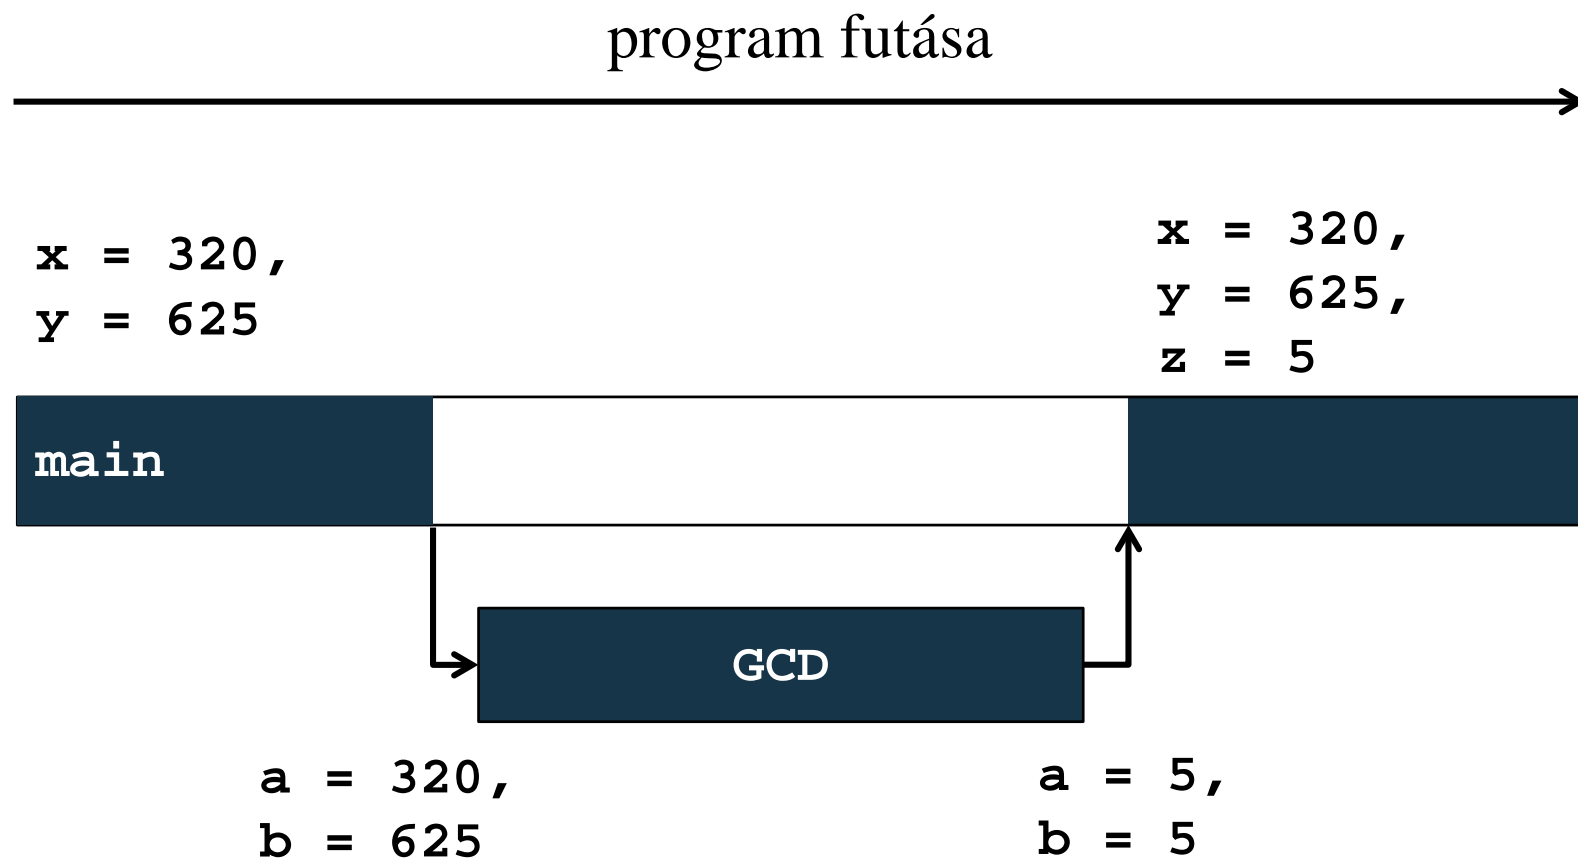 program futása
x = 320,
y = 625
x = 320,
y = 625,
z = 5
main
GCD
a = 320,
b = 625
a = 5,
b = 5